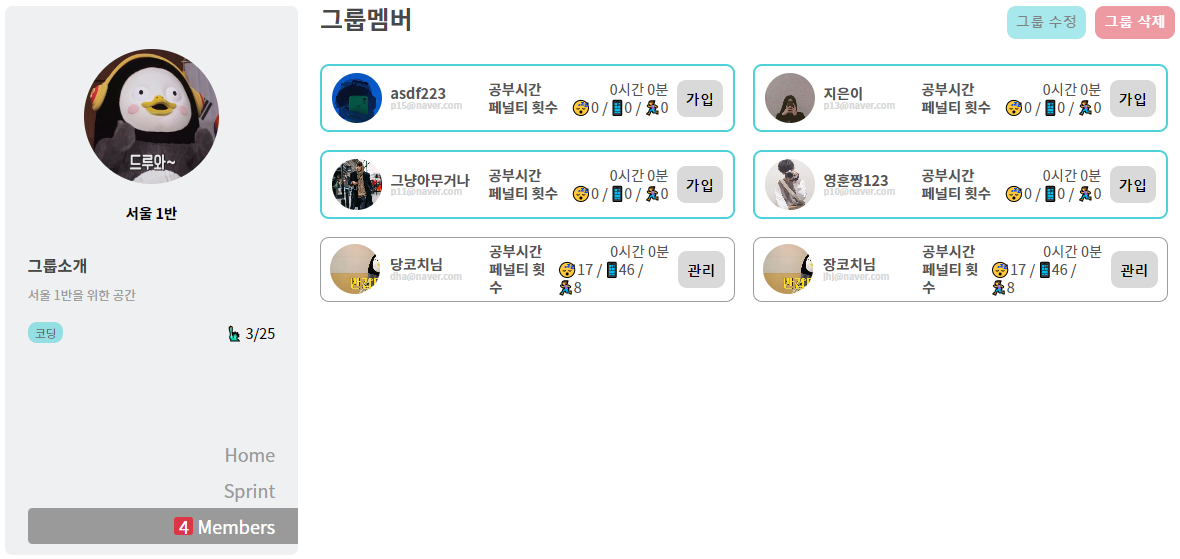 드루와~
서울 1반
그룹소개
서울 1반을 위한 공간
코딩
3/25
Home
Sprint
4 Members
그룹멤버
그룹 수정
그룹 삭제
asdf223
p15@naver.com
공부시간 0시간 0분
페널티 횟수 😴0 / 📱0 / 🏃0
가입
지은이
p13@naver.com
공부시간 0시간 0분
페널티 횟수 😴0 / 📱0 / 🏃0
가입
그냥아무거나
p11@naver.com
공부시간 0시간 0분
페널티 횟수 😴0 / 📱0 / 🏃0
가입
영훈짱123
p10@naver.com
공부시간 0시간 0분
페널티 횟수 😴0 / 📱0 / 🏃0
가입
당코치님
dha@naver.com
공부시간 0시간 0분
페널티 횟 😴17 / 📱46 /
수 🏃8
관리
장코치님
jhj@naver.com
공부시간 0시간 0분
페널티 횟 😴17 / 📱46 /
수 🏃8
관리